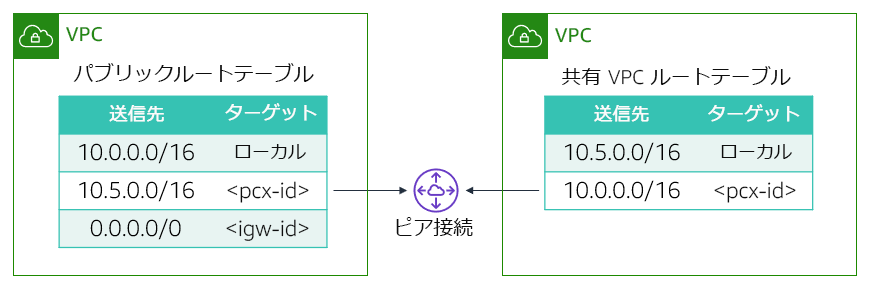 VPC
パブリックルートテーブル
送信先 ターゲット
10.0.0.0/16 ローカル
10.5.0.0/16 <pcx-id>
0.0.0.0/0 <igw-id>
ピア接続
VPC
共有 VPC ルートテーブル
送信先 ターゲット
10.5.0.0/16 ローカル
10.0.0.0/16 <pcx-id>